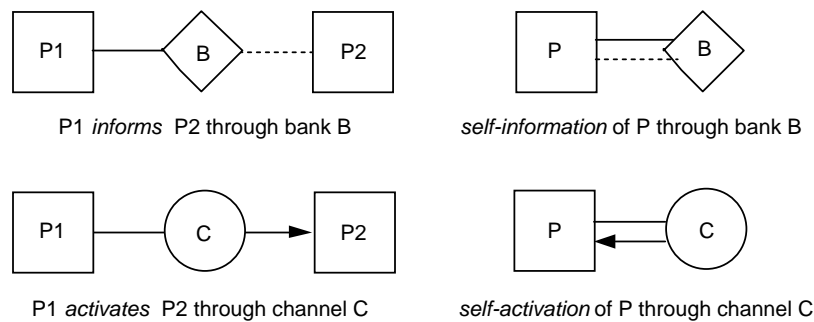 P1 B P2 P B
P1 informs P2 through bank B self-information of P through bank B
P1 C P2 P C
P1 activates P2 through channel C self-activation of P through channel C